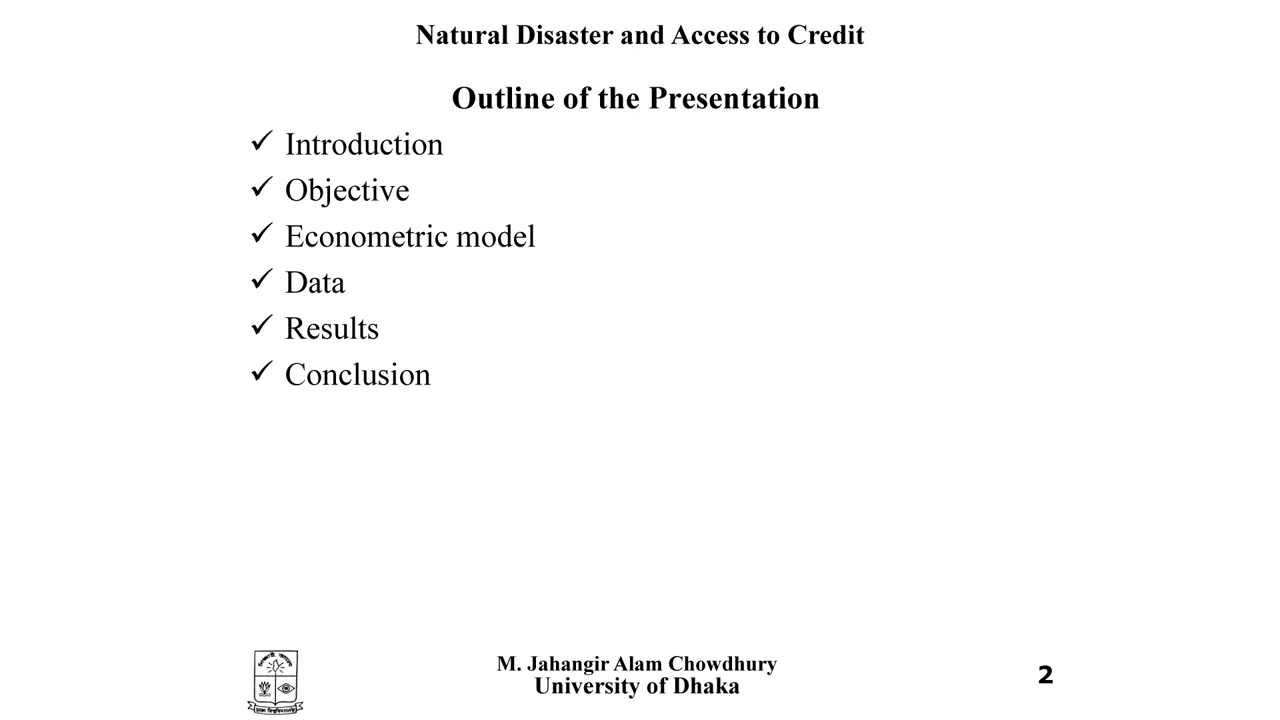 Natural Disaster and Access to Credit
Outline of the Presentation
✓ Introduction
✓ Objective
✓ Econometric model
✓ Data
✓ Results
✓ Conclusion
M. Jahangir Alam Chowdhury
University of Dhaka
2